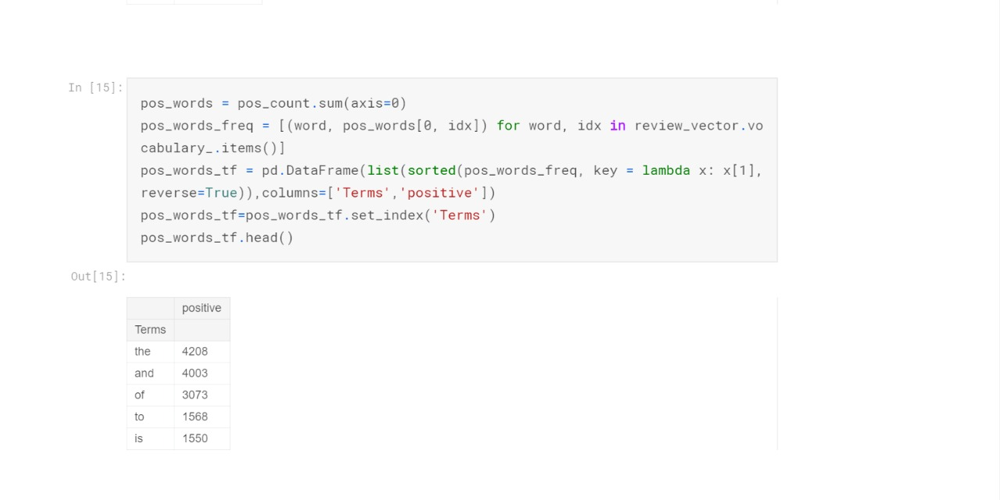 In [15]:
pos_words = pos_count.sum(axis=0)
pos_words_freq = [(word, pos_words[0, idx]) for word, idx in review_vector.vo
cabulary_.items()]
pos_words_tf = pd.DataFrame(list(sorted(pos_words_freq, key = lambda x: x[1],
reverse=True)),columns=['Terms','positive'])
pos_words_tf=pos_words_tf.set_index('Terms')
pos_words_tf.head()
Out[15]:
positive
Terms
the 4208
and 4003
of 3073
to 1568
is 1550